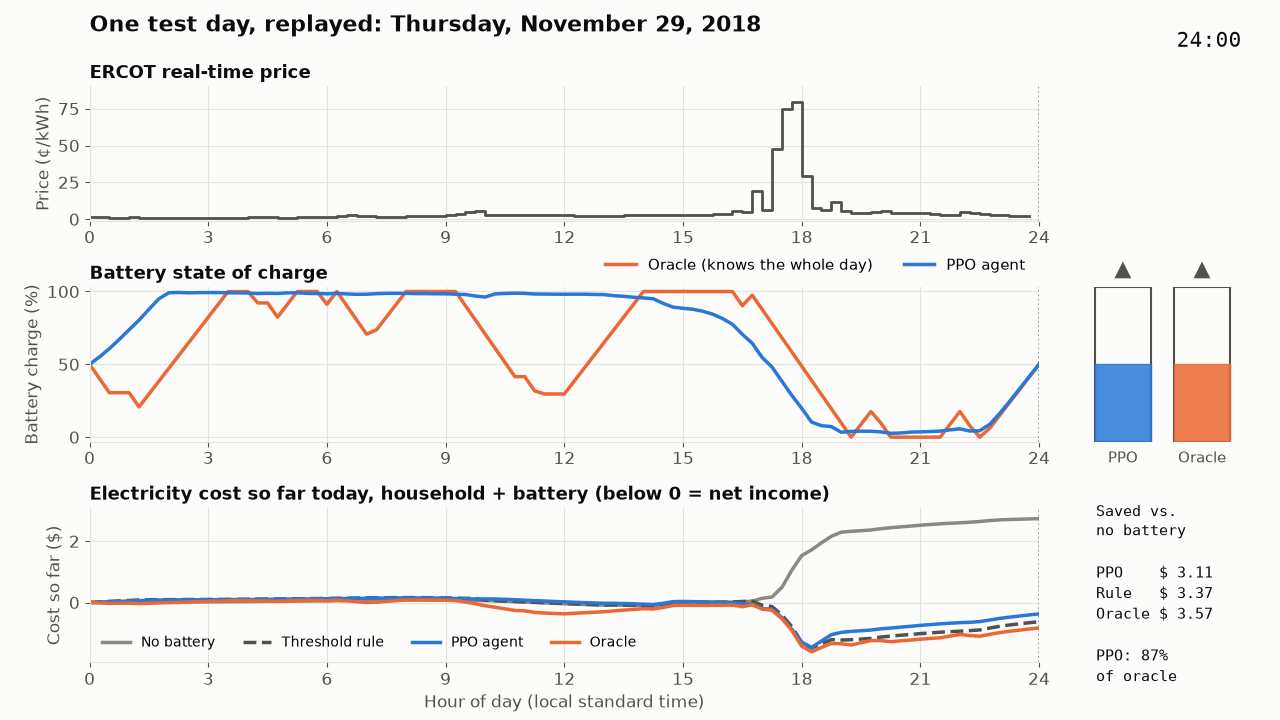 One test day, replayed: Thursday, November 29, 2018
24:00
ERCOT real-time price
Price (¢/kWh)
75
50
25
0
0 3 6 9 12 15 18 21 24
Battery state of charge
Oracle (knows the whole day) PPO agent
Battery charge (%)
100
50
0
0 3 6 9 12 15 18 21 24
▲ ▲
PPO Oracle
Electricity cost so far today, household + battery (below 0 = net income)
Cost so far ($)
2
0
No battery Threshold rule PPO agent Oracle
0 3 6 9 12 15 18 21 24
Hour of day (local standard time)
Saved vs.
no battery
PPO $ 3.11
Rule $ 3.37
Oracle $ 3.57
PPO: 87%
of oracle